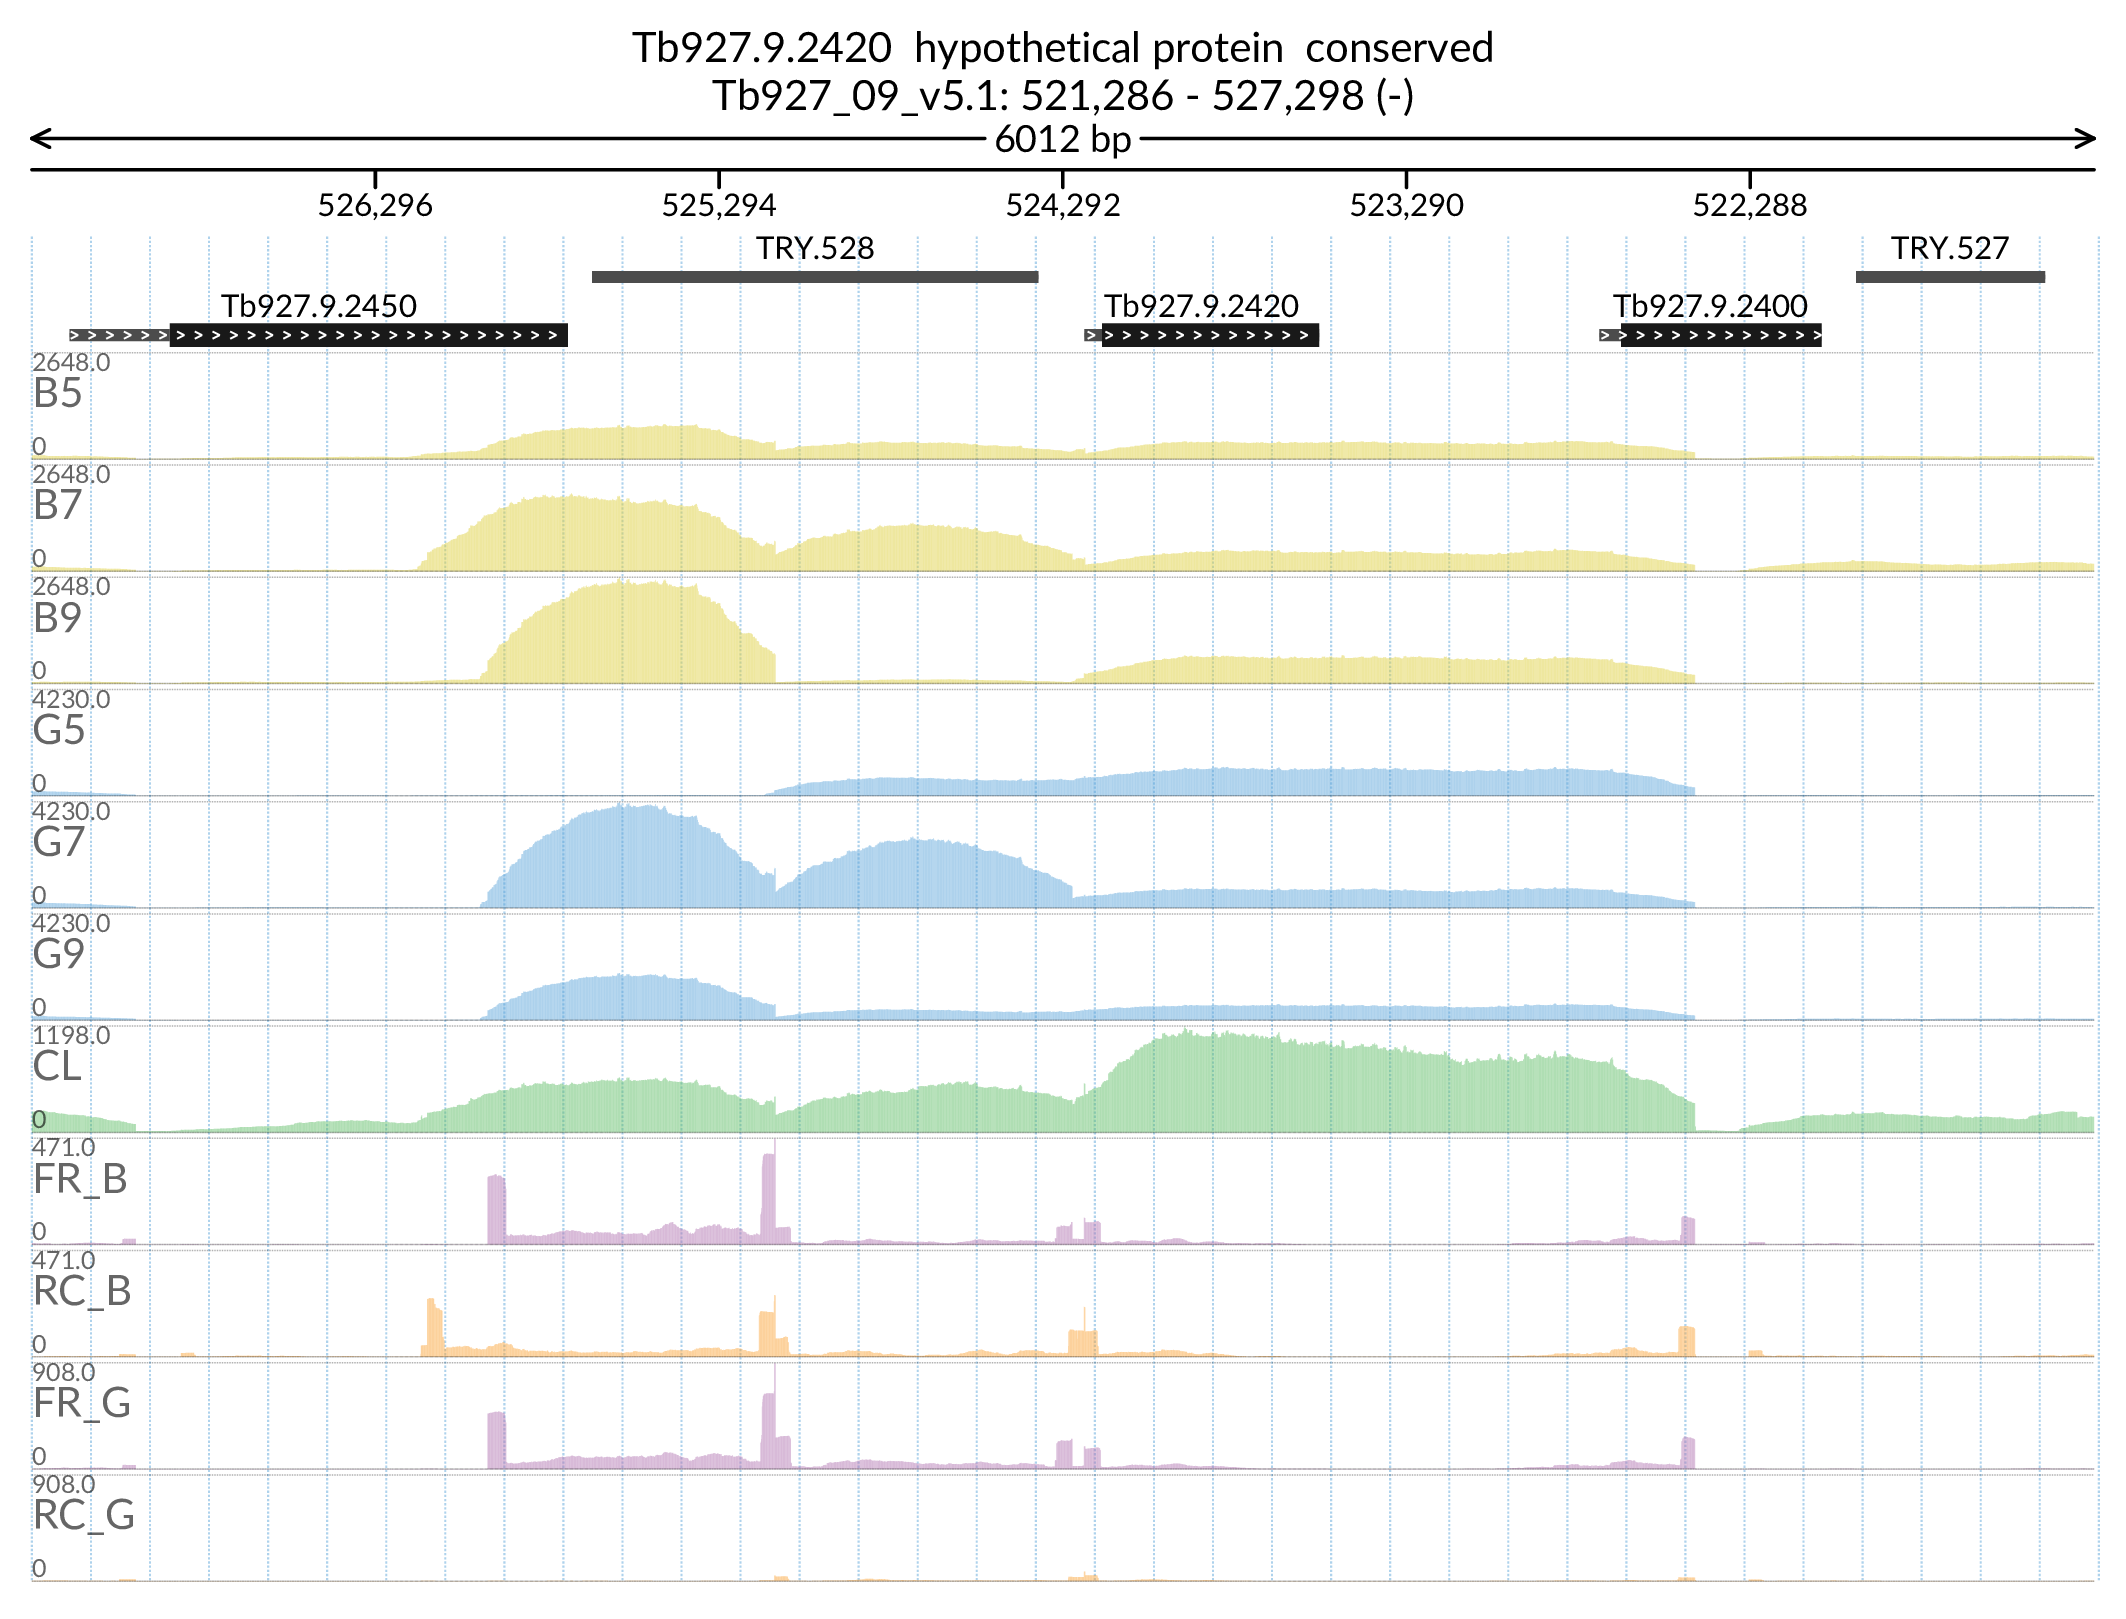 Tb927.9.2420 hypothetical protein conserved
Tb927_09_v5.1: 521,286 - 527,298 (-)
6012 bp
526,296 525,294 524,292 523,290 522,288
TRY.528 TRY.527
Tb927.9.2450 Tb927.9.2420 Tb927.9.2400
2648.0
B5
0
2648.0
B7
0
2648.0
B9
0
4230.0
G5
0
4230.0
G7
0
4230.0
G9
0
1198.0
CL
0
471.0
FR_B
0
471.0
RC_B
0
908.0
FR_G
0
908.0
RC_G
0